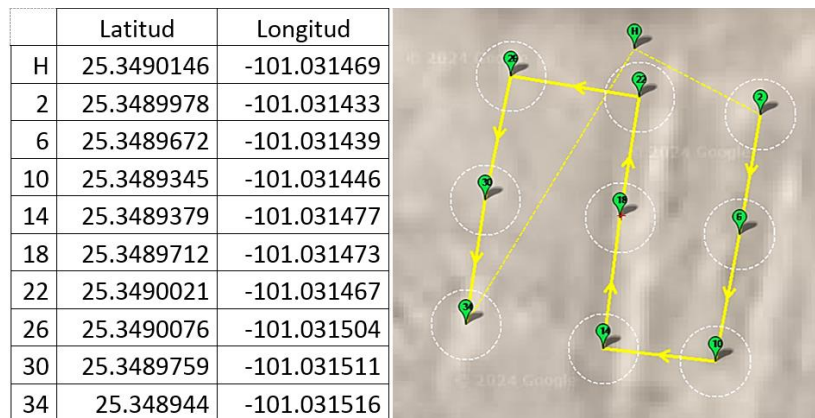 Latitud Longitud
H 25.3490146 -101.031469
2 25.3489978 -101.031433
6 25.3489672 -101.031439
10 25.3489345 -101.031446
14 25.3489379 -101.031477
18 25.3489712 -101.031473
22 25.3490021 -101.031467
26 25.3490076 -101.031504
30 25.3489759 -101.031511
34 25.348944 -101.031516
H
26
22
2
© 2024 Google
2024 Google
30
18
6
34
14
10
© 2024 Google